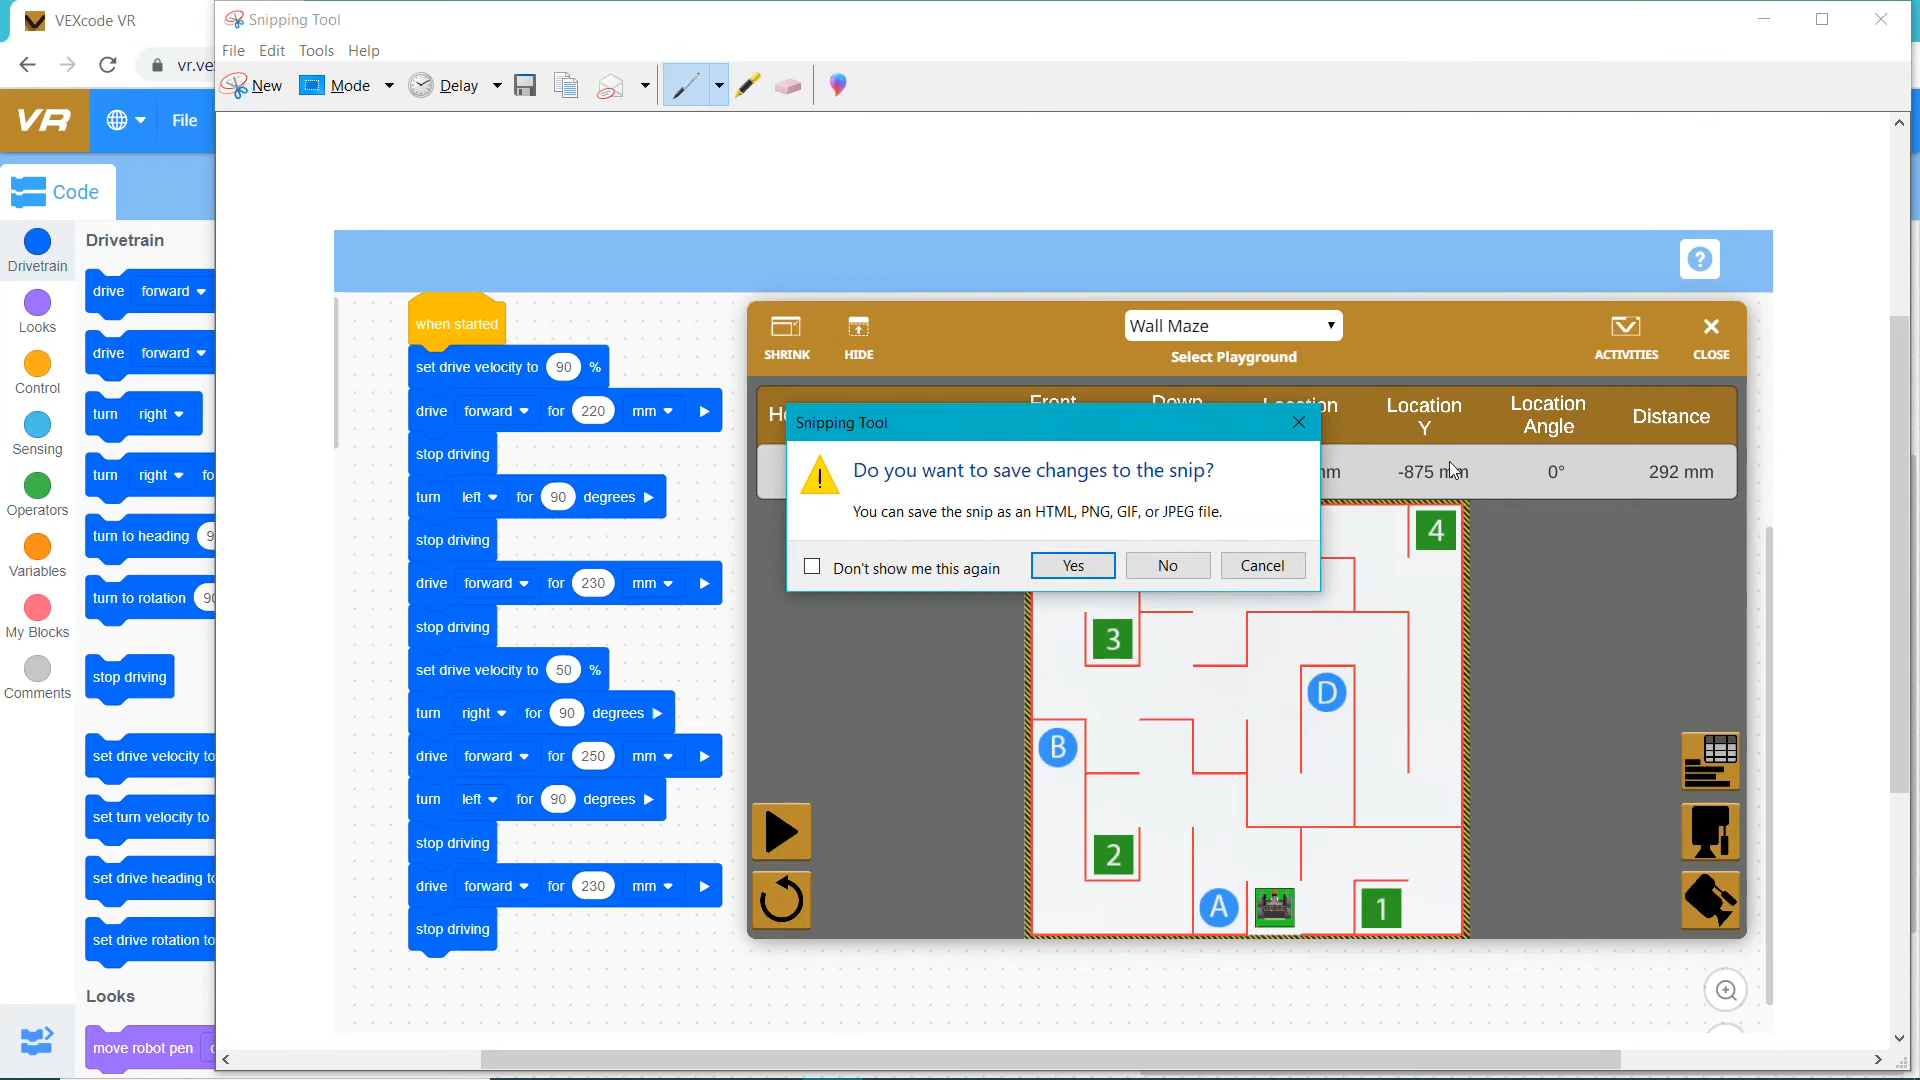 VEXcode VR
Snipping Tool
File Edit Tools Help
vr.ve
New Mode Delay
VR File
Code
Drivetrain
Looks
Control
Sensing
Operators
Variables
My Blocks
Comments
Drivetrain
drive forward
drive forward
turn right
turn right fo
turn to heading
turn to rotation
stop driving
set drive velocity to
set turn velocity to
set drive heading to
set drive rotation to
Looks
move robot pen
?
when started
set drive velocity to 90 %
drive forward for 220 mm
stop driving
turn left for 90 degrees
stop driving
drive forward for 230 mm
stop driving
set drive velocity to 50 %
turn right for 90 degrees
drive forward for 250 mm
turn left for 90 degrees
stop driving
drive forward for 230 mm
stop driving
SHRINK
HIDE
Wall Maze
Select Playground
ACTIVITIES
CLOSE
Location Y
Location Angle
Distance
-875 mm
0°
292 mm
Snipping Tool
Do you want to save changes to the snip?
You can save the snip as an HTML, PNG, GIF, or JPEG file.
Don't show me this again
Yes
No
Cancel
4
3
D
B
2
A
1